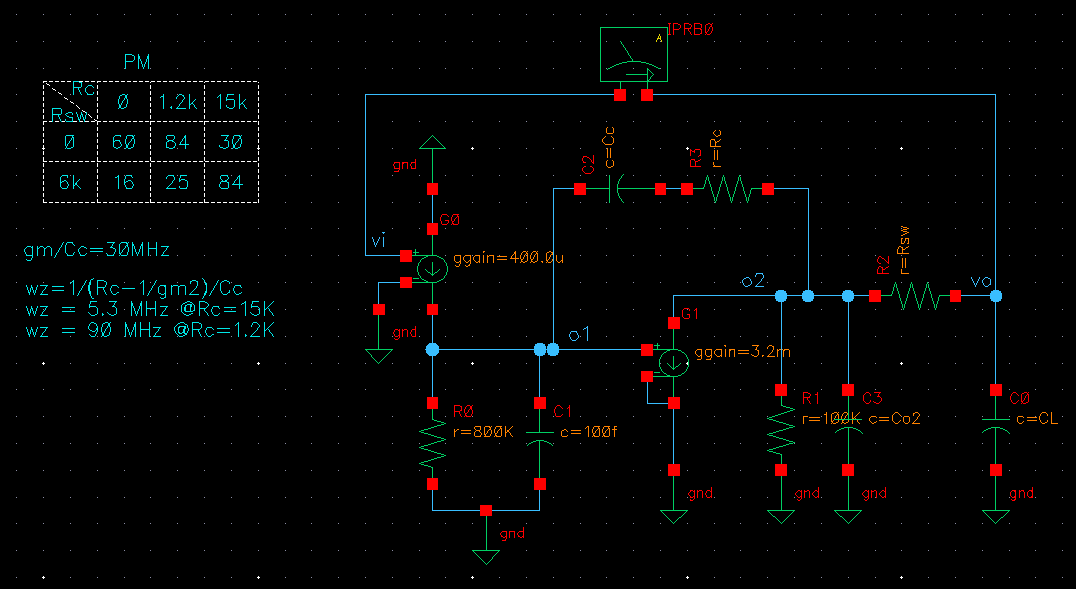 IPRB0
A
PM
Rc
Rsw
0 1.2k 15k
0 60 84 30
6k 16 25 84
gm/Cc=30MHz
wz=1/(Rc-1/gm2)/Cc
wz = 5.3 MHz @Rc=15K
wz = 90 MHz @Rc=1.2K
C2
c=Cc
R3
r=Rc
gnd
G0
vi
+
-
ggain=400.0u
gnd
o1
o2
G1
+
-
ggain=3.2m
R2
r=Rsw
vo
R0
r=800K
C1
c=100f
R1
r=100K
C3
c=Co2
C0
c=CL
gnd
gnd
gnd
gnd
gnd